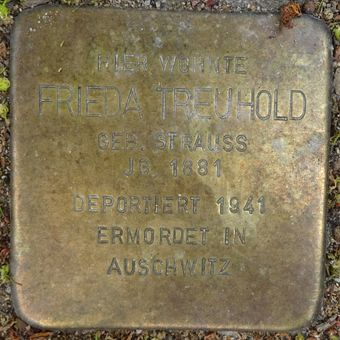 HIER WOHNTE
FRIEDA TREUHOLD
GEB. STRAUSS
JG. 1881
DEPORTIERT 1941
ERMORDET IN
AUSCHWITZ